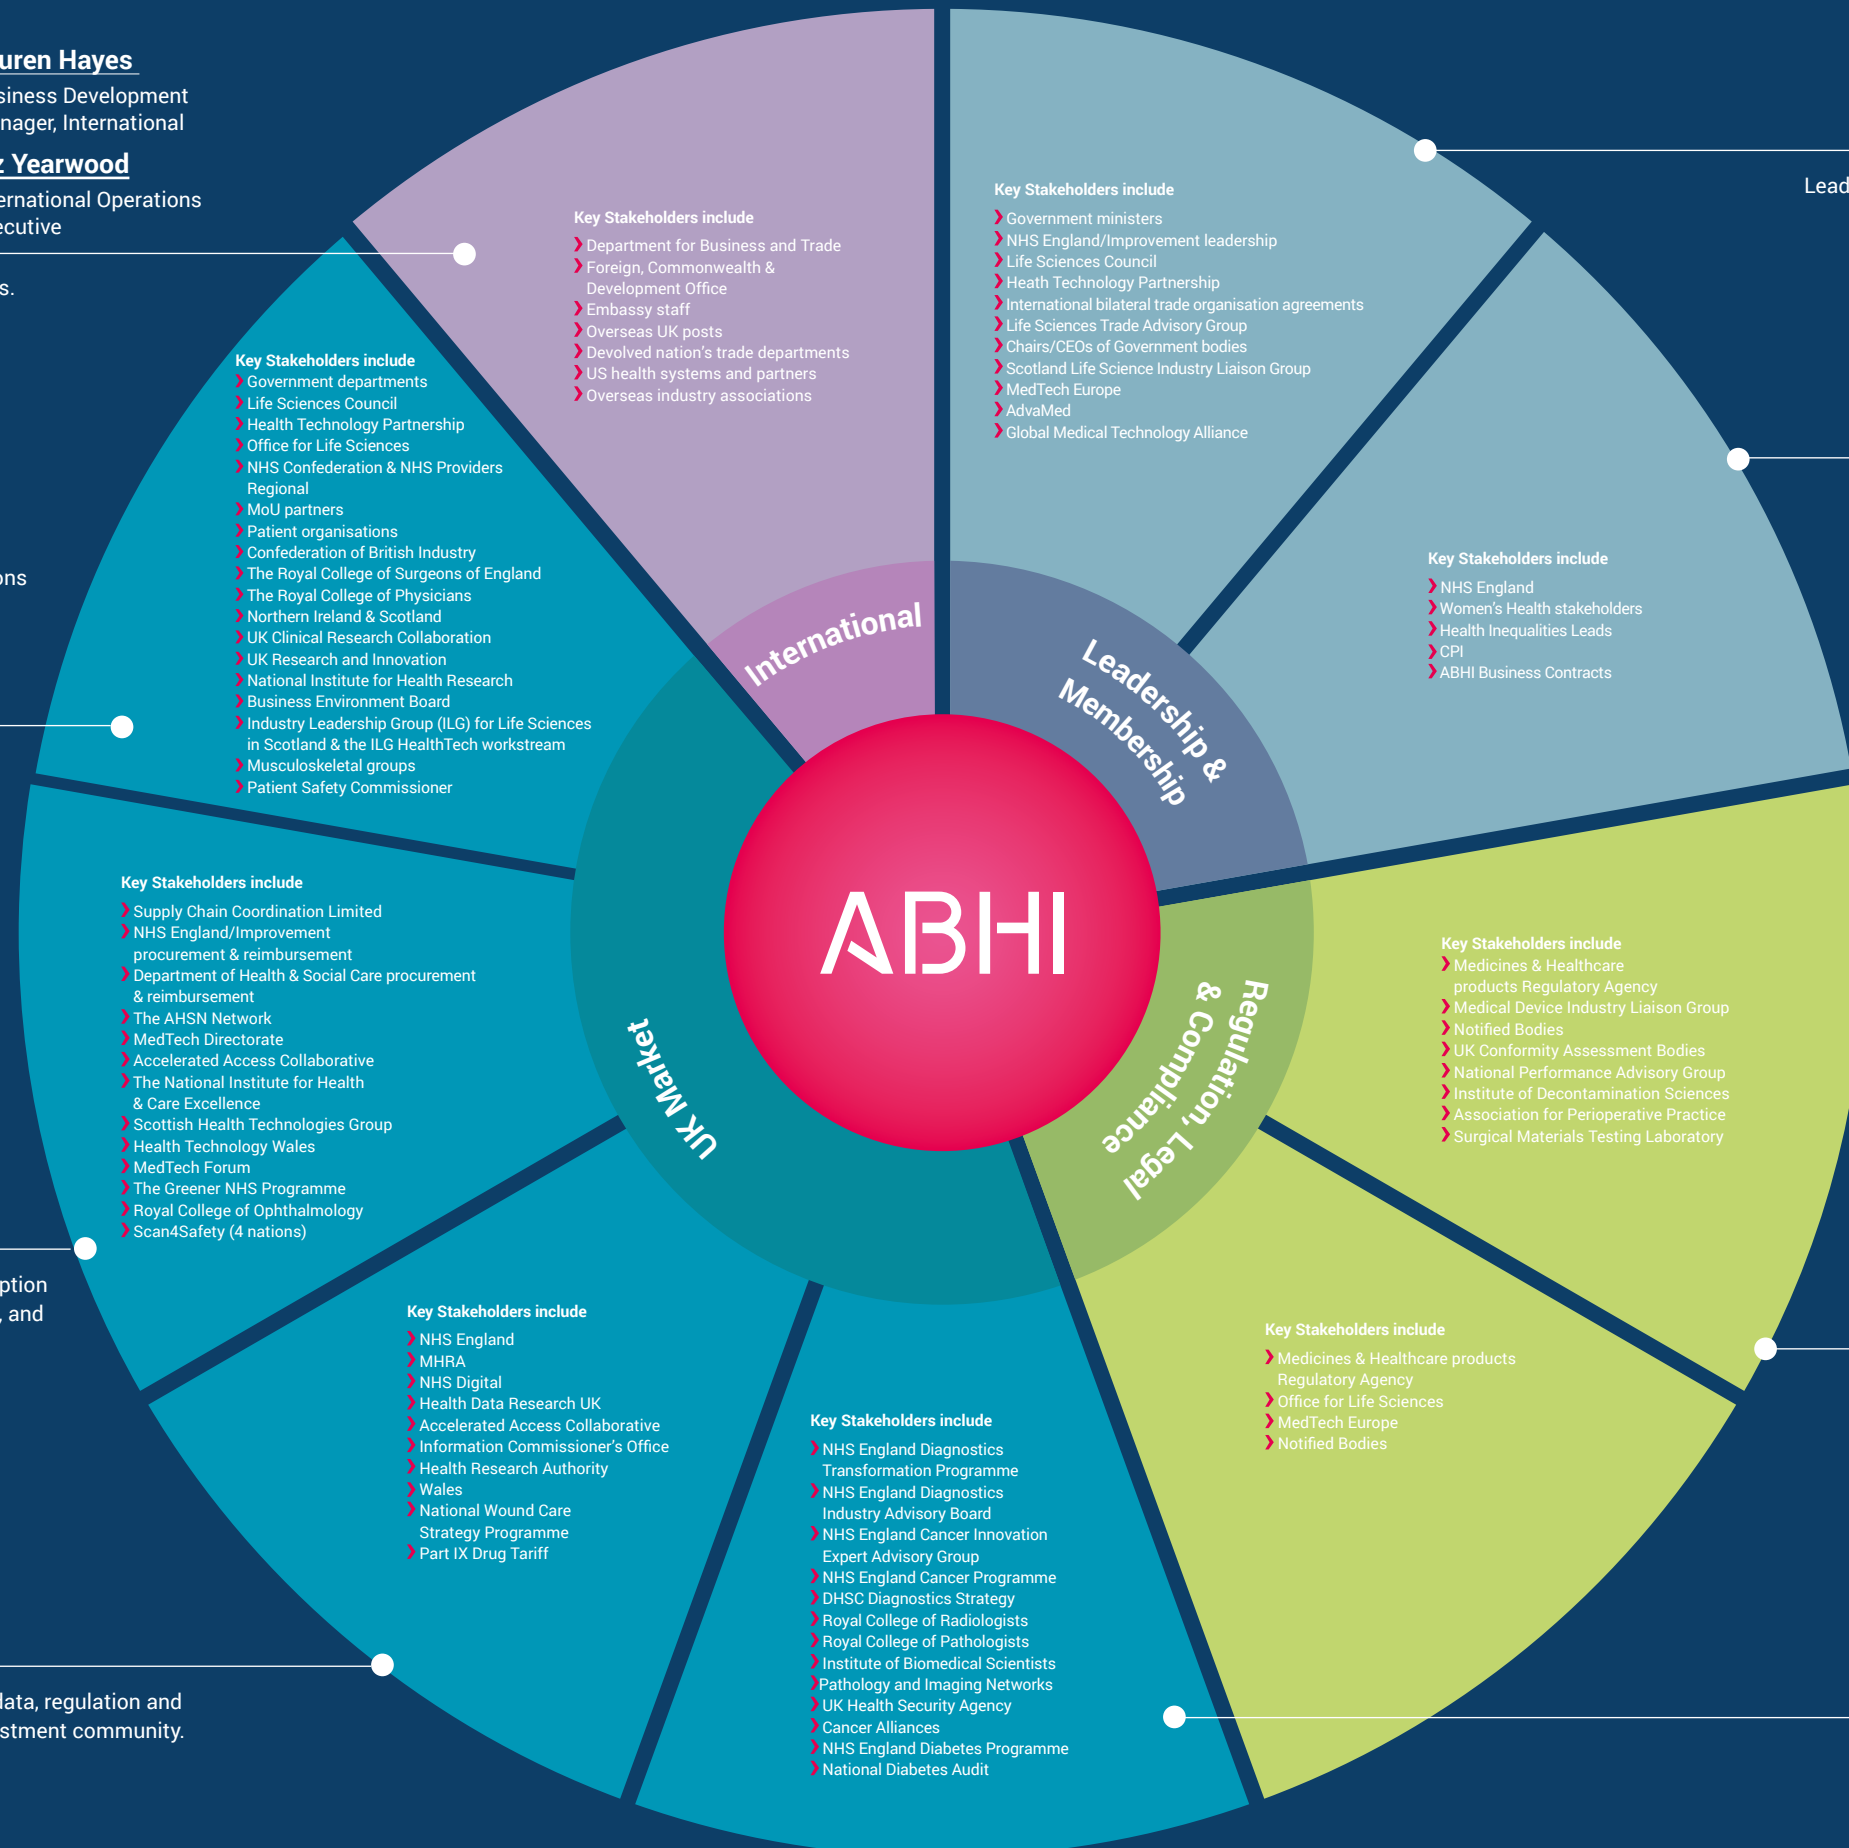 uren Hayes
siness Development
nager, International
z Yearwood
ernational Operations
ecutive
s.
ons
ption
, and
data, regulation and
stment community.
Lead
Key Stakeholders include
Department for Business and Trade
Foreign, Commonwealth &
Development Office
Embassy staff
Overseas UK posts
Devolved nation's trade departments
US health systems and partners
Overseas industry associations
Key Stakeholders include
Government ministers
NHS England/Improvement leadership
Life Sciences Council
Heath Technology Partnership
International bilateral trade organisation agreements
Life Sciences Trade Advisory Group
Chairs/CEOs of Government bodies
Scotland Life Science Industry Liaison Group
MedTech Europe
AdvaMed
Global Medical Technology Alliance
Key Stakeholders include
Government departments
Life Sciences Council
Health Technology Partnership
Office for Life Sciences
NHS Confederation & NHS Providers
Regional
MoU partners
Patient organisations
Confederation of British Industry
The Royal College of Surgeons of England
The Royal College of Physicians
Northern Ireland & Scotland
UK Clinical Research Collaboration
UK Research and Innovation
National Institute for Health Research
Business Environment Board
Industry Leadership Group (ILG) for Life Sciences
in Scotland & the ILG HealthTech workstream
Musculoskeletal groups
Patient Safety Commissioner
Key Stakeholders include
NHS England
Women's Health stakeholders
Health Inequalities Leads
CPI
ABHI Business Contracts
International
Leadership &
Membership
ABHI
UK Market
Regulation, Legal
& Compliance
Key Stakeholders include
Supply Chain Coordination Limited
NHS England/Improvement
procurement & reimbursement
Department of Health & Social Care procurement
& reimbursement
The AHSN Network
MedTech Directorate
Accelerated Access Collaborative
The National Institute for Health
& Care Excellence
Scottish Health Technologies Group
Health Technology Wales
MedTech Forum
The Greener NHS Programme
Royal College of Ophthalmology
Scan4Safety (4 nations)
Key Stakeholders include
Medicines & Healthcare
products Regulatory Agency
Medical Device Industry Liaison Group
Notified Bodies
UK Conformity Assessment Bodies
National Performance Advisory Group
Institute of Decontamination Sciences
Association for Perioperative Practice
Surgical Materials Testing Laboratory
Key Stakeholders include
NHS England
MHRA
NHS Digital
Health Data Research UK
Accelerated Access Collaborative
Information Commissioner's Office
Health Research Authority
Wales
National Wound Care
Strategy Programme
Part IX Drug Tariff
Key Stakeholders include
NHS England Diagnostics
Transformation Programme
NHS England Diagnostics
Industry Advisory Board
NHS England Cancer Innovation
Expert Advisory Group
NHS England Cancer Programme
DHSC Diagnostics Strategy
Royal College of Radiologists
Royal College of Pathologists
Institute of Biomedical Scientists
Pathology and Imaging Networks
UK Health Security Agency
Cancer Alliances
NHS England Diabetes Programme
National Diabetes Audit
Key Stakeholders include
Medicines & Healthcare products
Regulatory Agency
Office for Life Sciences
MedTech Europe
Notified Bodies